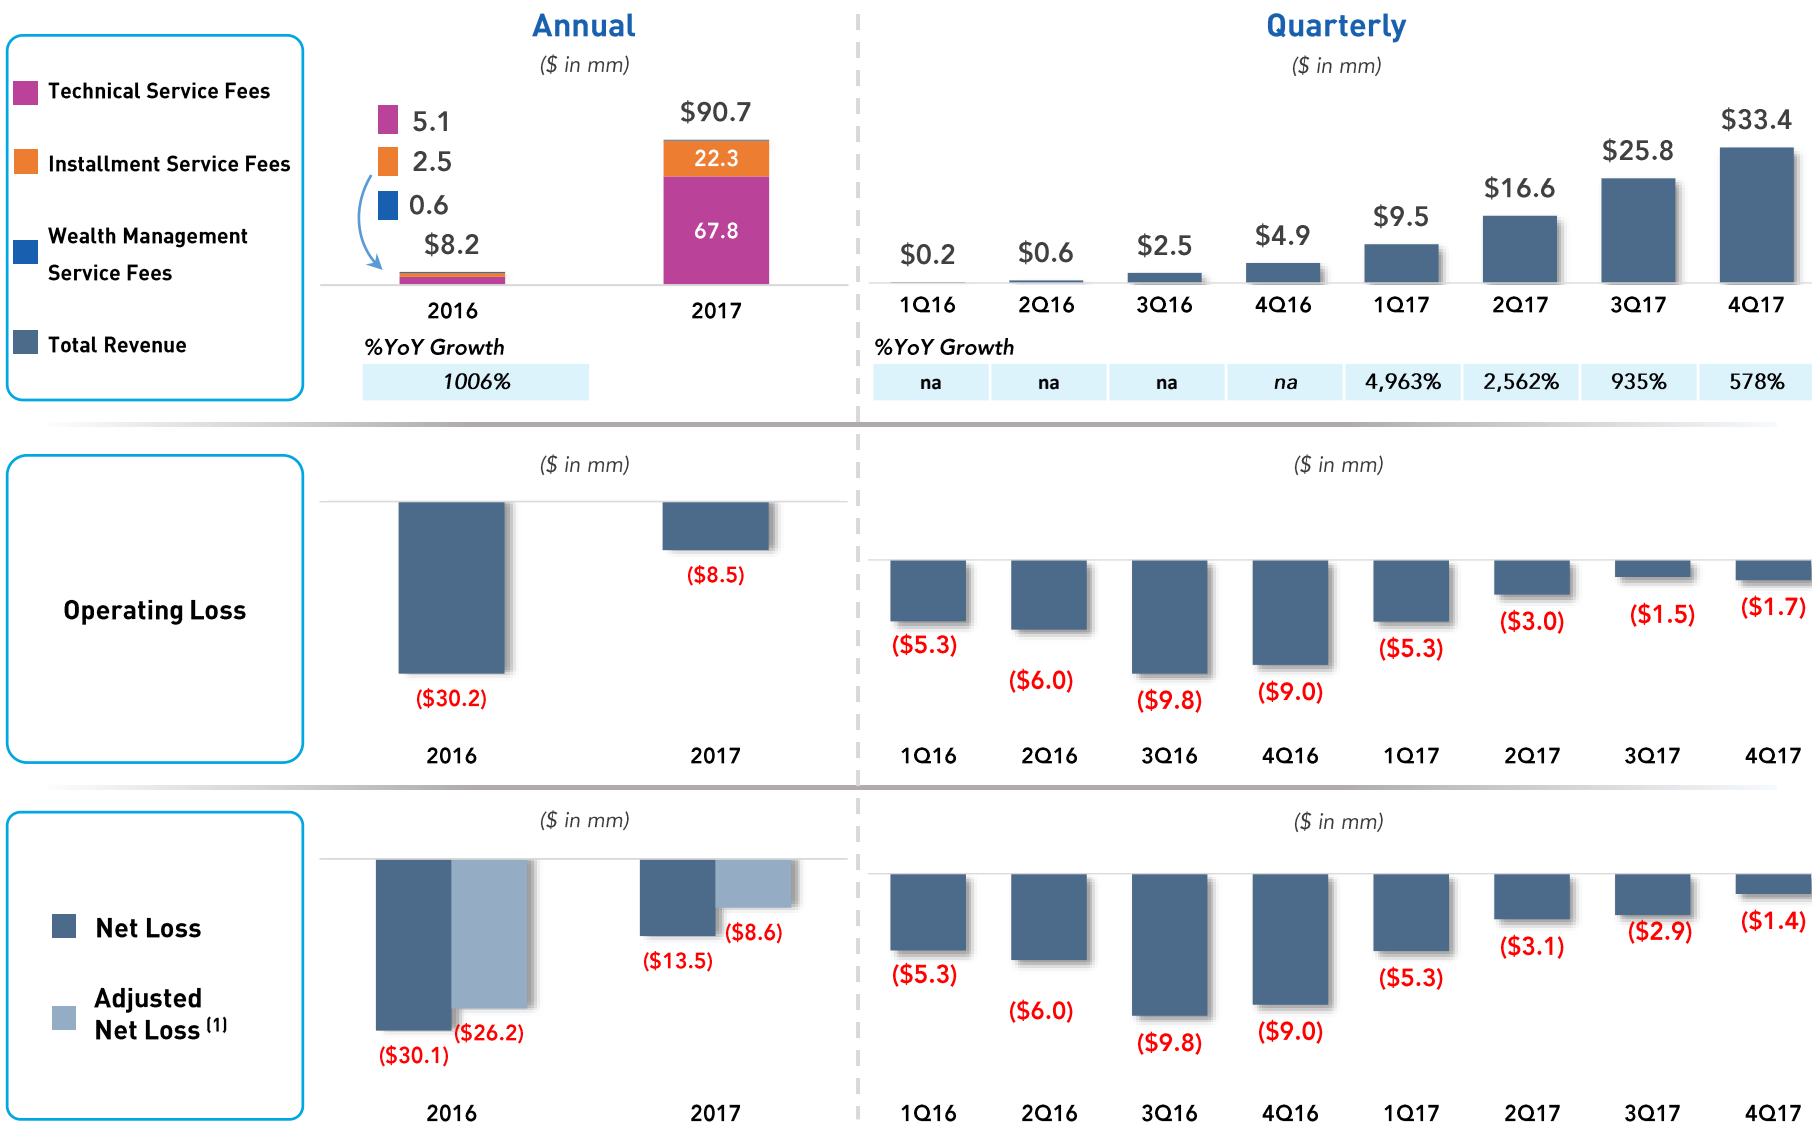 Annual
($ in mm)
Quarterly
($ in mm)
Technical Service Fees
Installment Service Fees
Wealth Management
Service Fees
Total Revenue
5.1
2.5
0.6
$8.2
$90.7
22.3
67.8
2016
2017
%YoY Growth
1006%
$0.2
$0.6
$2.5
$4.9
$9.5
$16.6
$25.8
$33.4
1Q16
2Q16
3Q16
4Q16
1Q17
2Q17
3Q17
4Q17
%YoY Growth
na
na
na
na
4,963%
2,562%
935%
578%
Operating Loss
($ in mm)
($30.2)
($8.5)
2016
2017
($ in mm)
($5.3)
($6.0)
($9.8)
($9.0)
($5.3)
($3.0)
($1.5)
($1.7)
1Q16
2Q16
3Q16
4Q16
1Q17
2Q17
3Q17
4Q17
Net Loss
Adjusted
Net Loss (1)
($ in mm)
($30.1)
($26.2)
($13.5)
($8.6)
2016
2017
($ in mm)
($5.3)
($6.0)
($9.8)
($9.0)
($5.3)
($3.1)
($2.9)
($1.4)
1Q16
2Q16
3Q16
4Q16
1Q17
2Q17
3Q17
4Q17